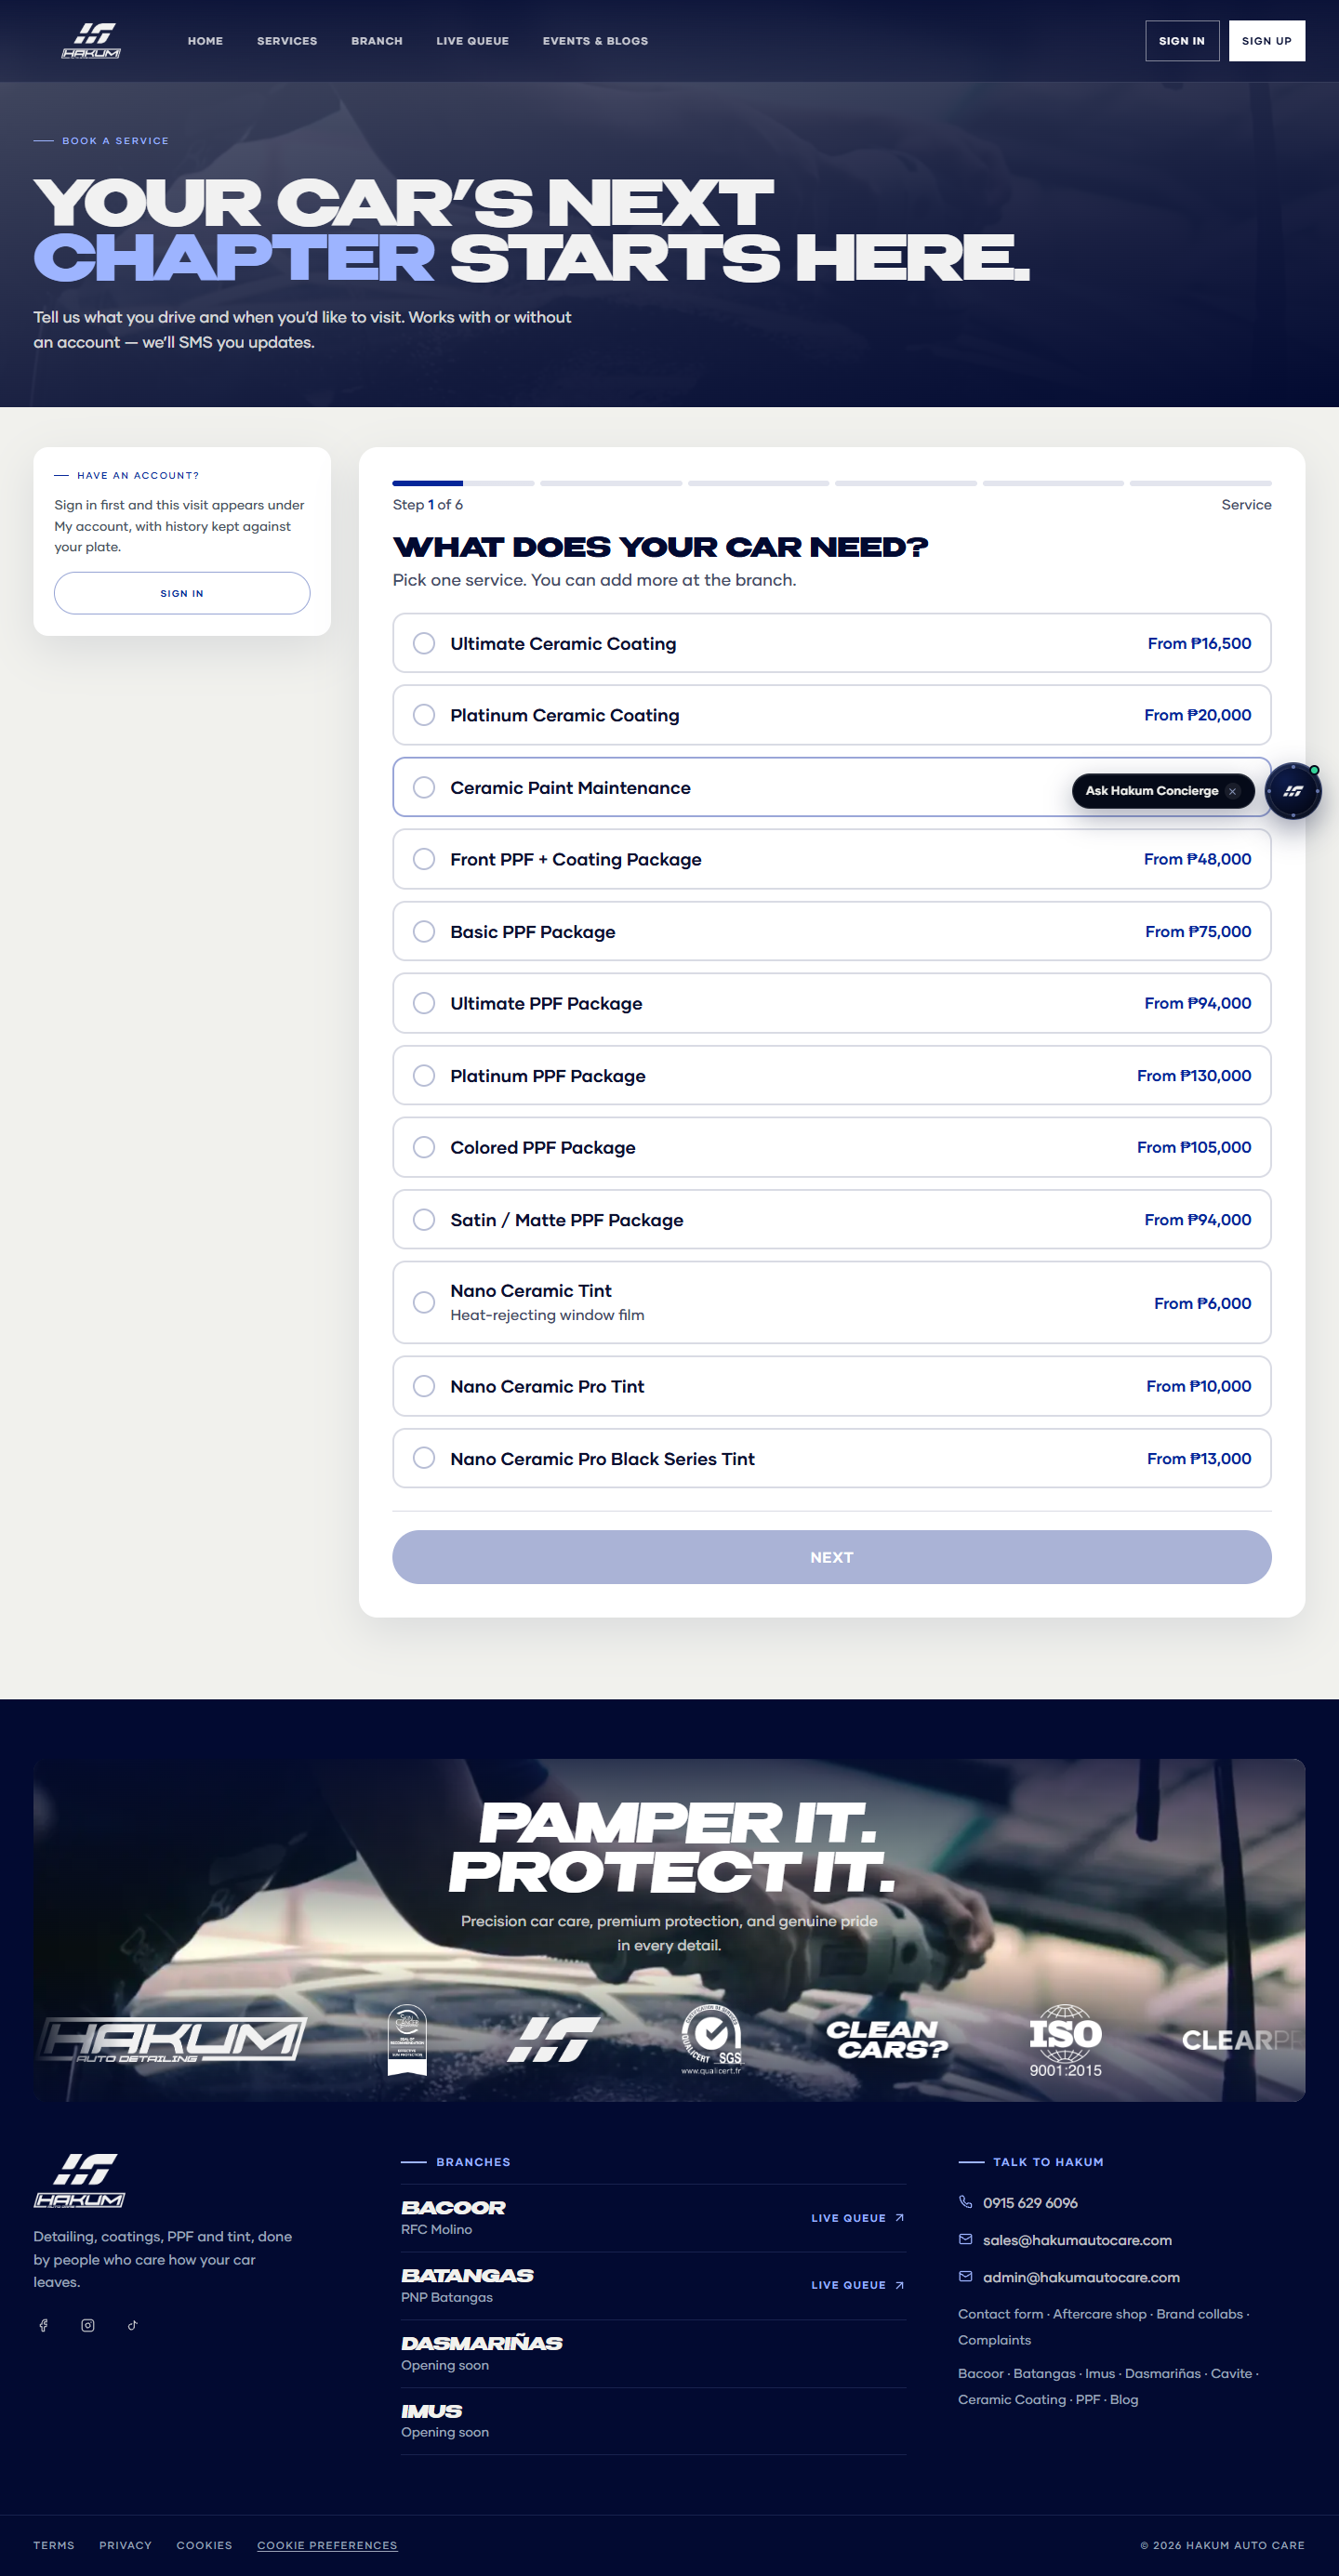 HAKUM
HOME
SERVICES
BRANCH
LIVE QUEUE
EVENTS & BLOGS
SIGN IN
SIGN UP
BOOK A SERVICE
YOUR CAR’S NEXT
CHAPTER STARTS HERE.
Tell us what you drive and when you’d like to visit. Works with or without
an account — we’ll SMS you updates.
HAVE AN ACCOUNT?
Sign in first and this visit appears under
My account, with history kept against
your plate.
SIGN IN
Step 1 of 6
Service
WHAT DOES YOUR CAR NEED?
Pick one service. You can add more at the branch.
Ultimate Ceramic Coating
From ₱16,500
Platinum Ceramic Coating
From ₱20,000
Ceramic Paint Maintenance
Ask Hakum Concierge
Front PPF + Coating Package
From ₱48,000
Basic PPF Package
From ₱75,000
Ultimate PPF Package
From ₱94,000
Platinum PPF Package
From ₱130,000
Colored PPF Package
From ₱105,000
Satin / Matte PPF Package
From ₱94,000
Nano Ceramic Tint
Heat-rejecting window film
From ₱6,000
Nano Ceramic Pro Tint
From ₱10,000
Nano Ceramic Pro Black Series Tint
From ₱13,000
NEXT
PAMPER IT.
PROTECT IT.
Precision car care, premium protection, and genuine pride
in every detail.
HAKUM
AUTO DETAILING
QUALICERT
SGS
www.qualicert.fr
CLEAN
CARS?
ISO
9001:2015
CLEARPF
HAKUM
Detailing, coatings, PPF and tint, done
by people who care how your car
leaves.
BRANCHES
BACOOR
RFC Molino
LIVE QUEUE
BATANGAS
PNP Batangas
LIVE QUEUE
DASMARIÑAS
Opening soon
IMUS
Opening soon
TALK TO HAKUM
0915 629 6096
sales@hakumautocare.com
admin@hakumautocare.com
Contact form · Aftercare shop · Brand collabs ·
Complaints
Bacoor · Batangas · Imus · Dasmariñas · Cavite ·
Ceramic Coating · PPF · Blog
TERMS
PRIVACY
COOKIES
COOKIE PREFERENCES
© 2026 HAKUM AUTO CARE